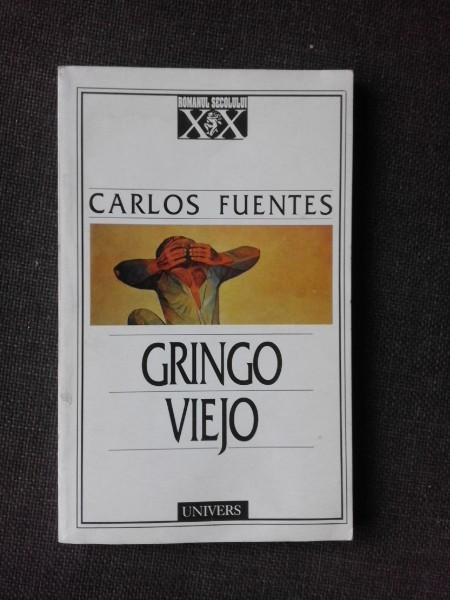 ROMANUL SECOLULUI
XX
CARLOS FUENTES
GRINGO
VIEJO
UNIVERS